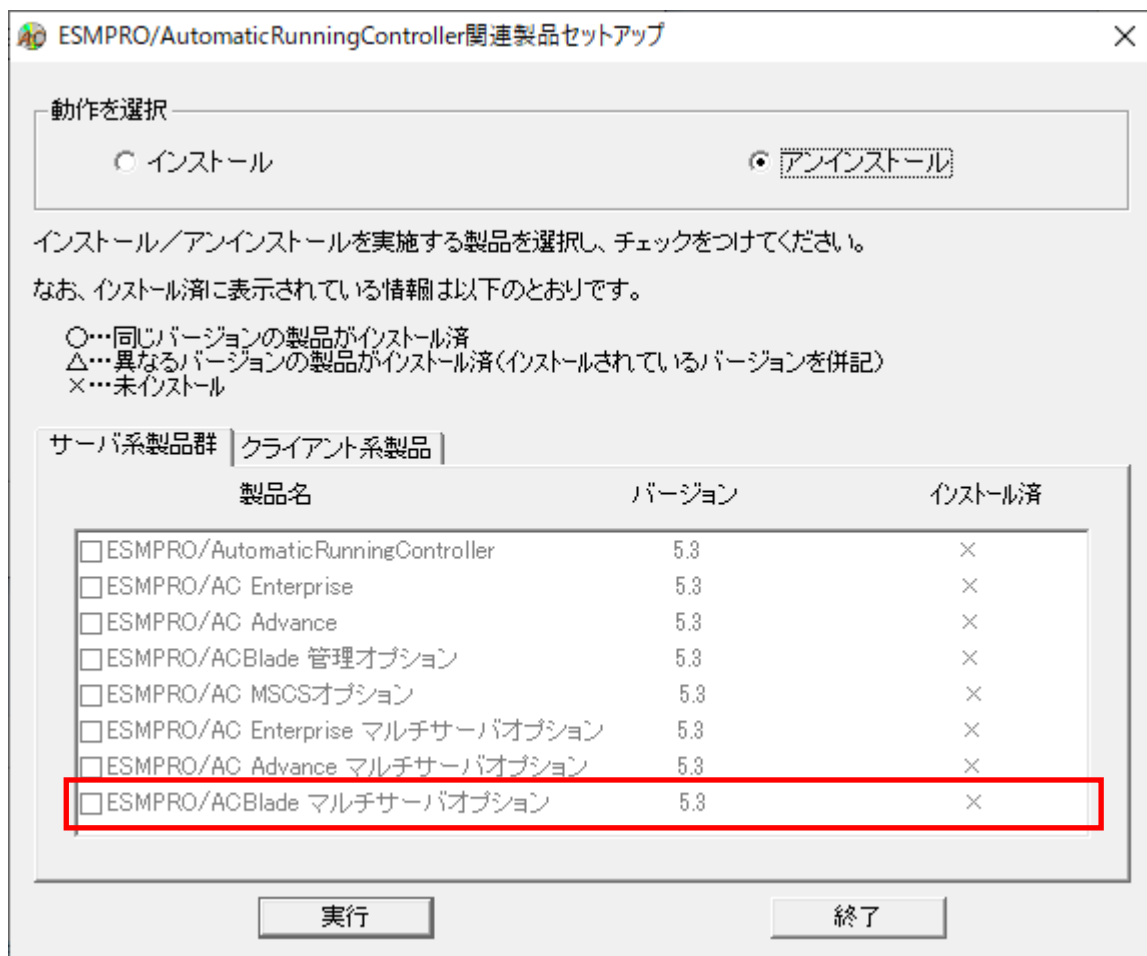 ESMPRO/AutomaticRunningController関連製品セットアップ
動作を選択
インストール
アンインストール
インストール／アンインストールを実施する製品を選択し、チェックをつけてください。
なお、インストール済に表示されている情報は以下のとおりです。
○…同じバージョンの製品がインストール済
△…異なるバージョンの製品がインストール済(インストールされているバージョンを併記)
×…未インストール
サーバ系製品群 クライアント系製品
製品名 バージョン インストール済
ESMPRO/AutomaticRunningController 5.3 ×
ESMPRO/AC Enterprise 5.3 ×
ESMPRO/AC Advance 5.3 ×
ESMPRO/ACBlade 管理オプション 5.3 ×
ESMPRO/AC MSCSオプション 5.3 ×
ESMPRO/AC Enterprise マルチサーバオプション 5.3 ×
ESMPRO/AC Advance マルチサーバオプション 5.3 ×
ESMPRO/ACBlade マルチサーバオプション 5.3 ×
実行 終了